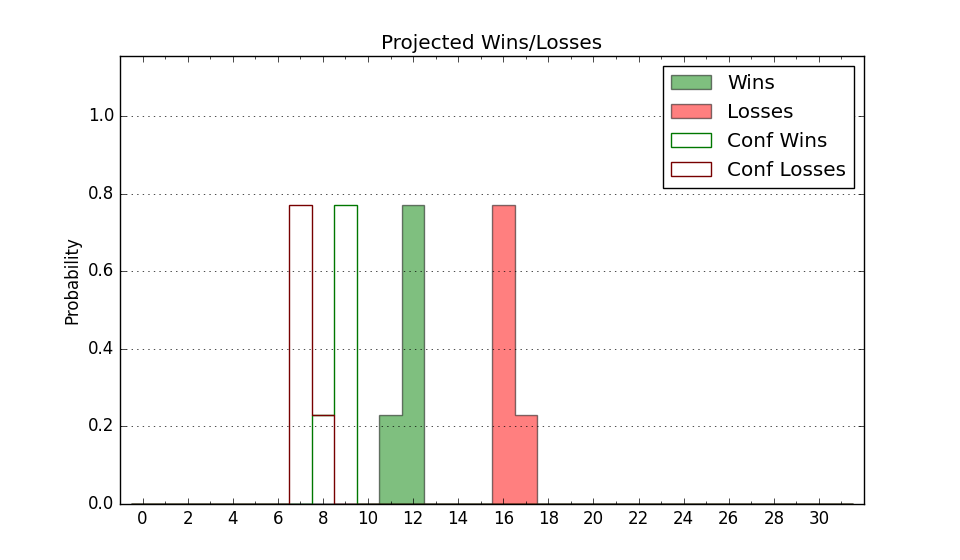 Projected Wins/Losses
Wins
Losses
Conf Wins
Conf Losses
Probability
1.0
0.8
0.6
0.4
0.2
0.0
0 2 4 6 8 10 12 14 16 18 20 22 24 26 28 30